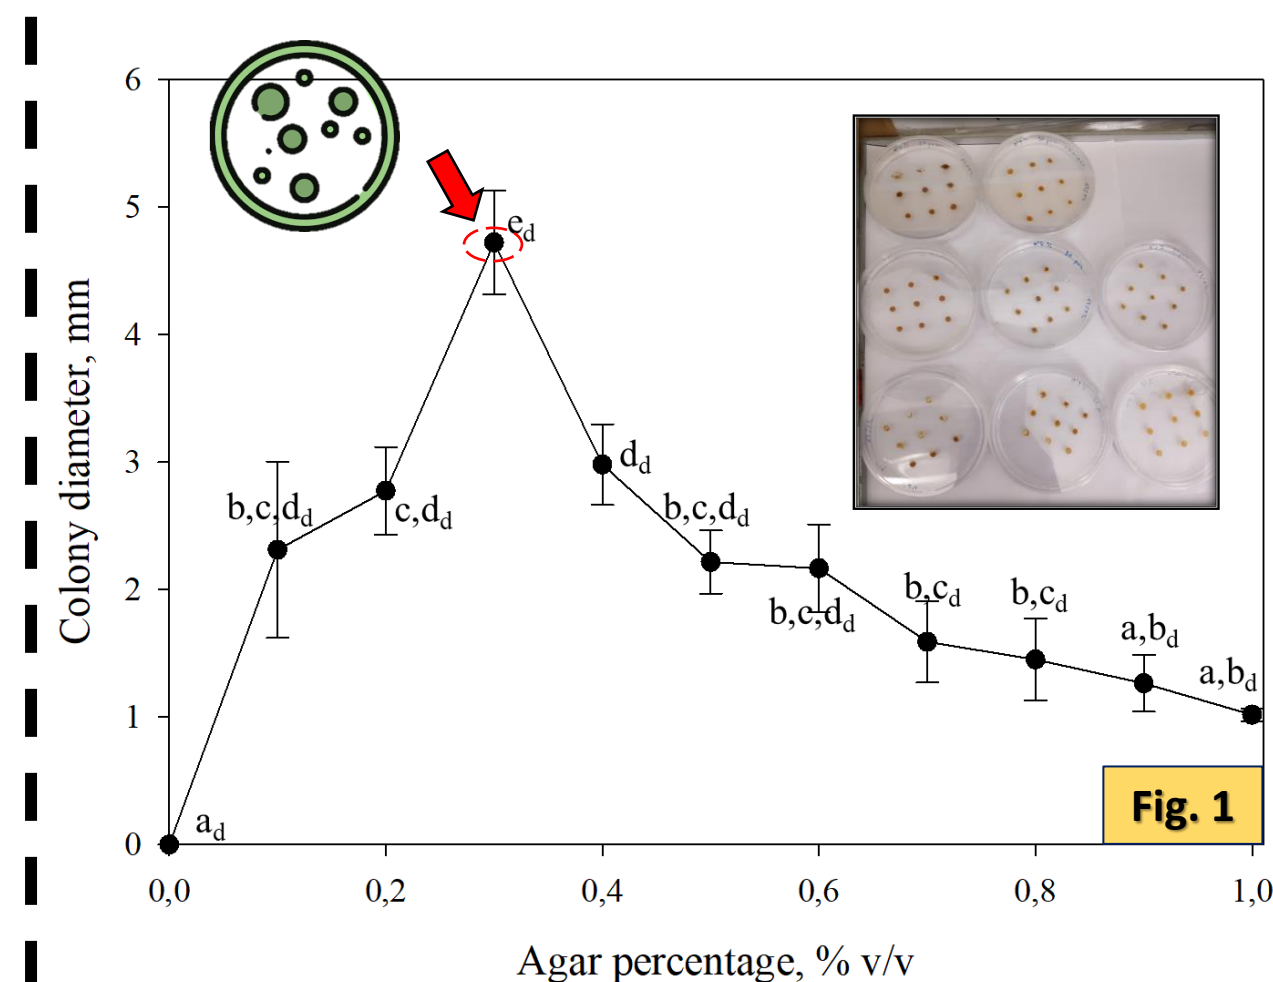 6
5
4
3
2
1
0
Colony diameter, mm
a_d
b,c,d_d
c,d_d
e_d
d_d
b,c,d_d
b,c,d_d
b,c_d
b,c_d
a,b_d
a,b_d
Fig. 1
0,0 0,2 0,4 0,6 0,8 1,0
Agar percentage, % v/v